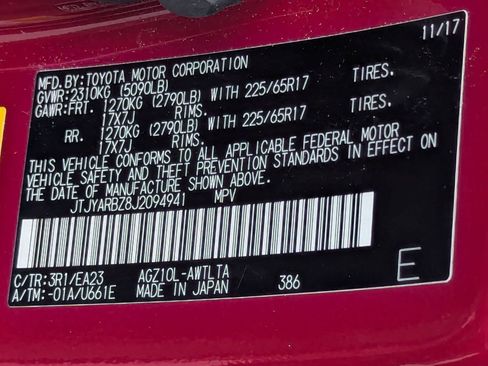 11/17
MFD.BY:TOYOTA MOTOR CORPORATION
GVWR:2310KG (5090LB)
GAWR:FRT. 1270KG (2790LB) WITH 225/65R17 TIRES.
17X7J RIMS.
RR. 1270KG (2790LB) WITH 225/65R17 TIRES.
17X7J RIMS.
THIS VEHICLE CONFORMS TO ALL APPLICABLE FEDERAL MOTOR
VEHICLE SAFETY AND THEFT PREVENTION STANDARDS IN EFFECT ON
THE DATE OF MANUFACTURE SHOWN ABOVE.
JTJYARBZ8J2094941 MPV
C/TR:3R1/EA23 AGZ10L-AWTLTA
A/TM:-01A/U661E MADE IN JAPAN 386
E